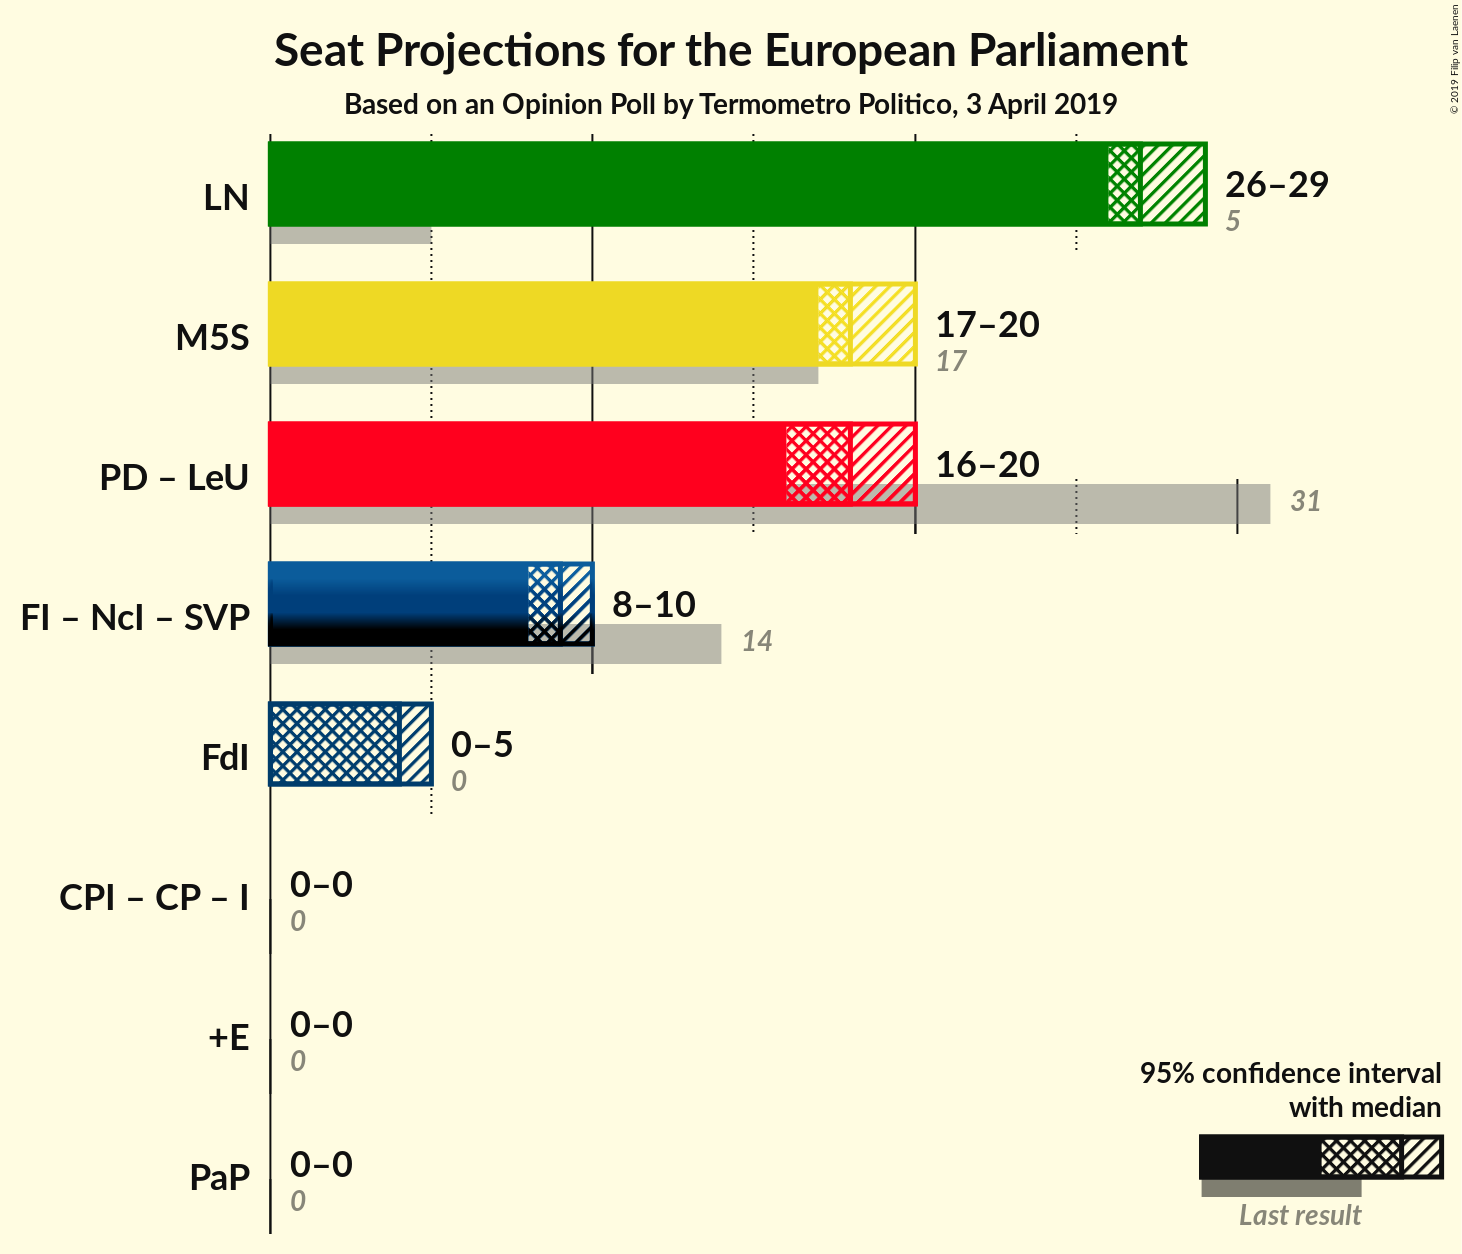 Seat Projections for the European Parliament
Based on an Opinion Poll by Termometro Politico, 3 April 2019
© 2019 Filip van Laenen
LN
26–29
5
M5S
17–20
17
PD – LeU
16–20
31
FI – NcI – SVP
8–10
14
FdI
0–5
0
CPI – CP – I
0–0
0
+E
0–0
0
PaP
0–0
0
95% confidence interval
with median
Last result